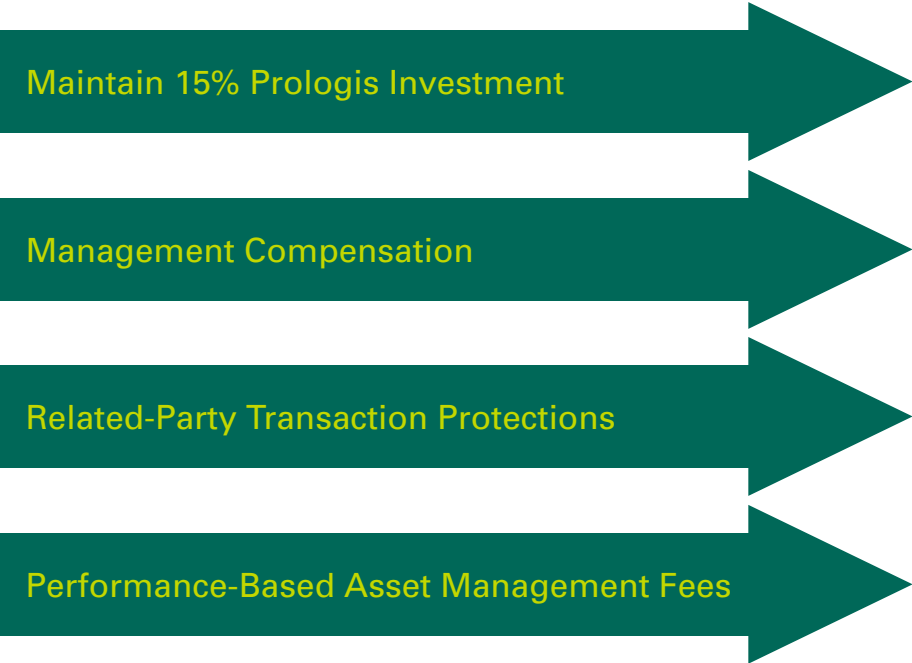 Maintain 15% Prologis Investment
Management Compensation
Related-Party Transaction Protections
Performance-Based Asset Management Fees